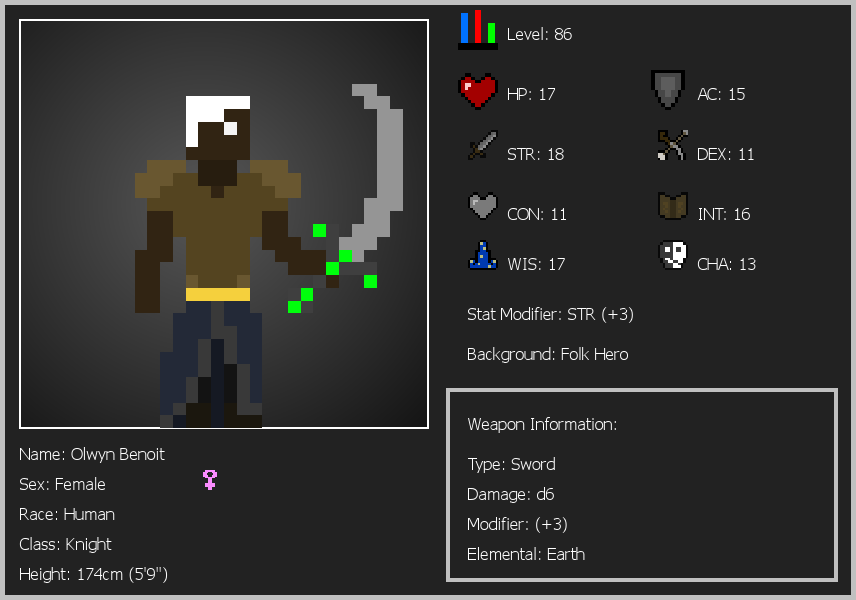 Level: 86
HP: 17
AC: 15
STR: 18
DEX: 11
CON: 11
INT: 16
WIS: 17
CHA: 13
Stat Modifier: STR (+3)
Background: Folk Hero
Weapon Information:
Type: Sword
Damage: d6
Modifier: (+3)
Elemental: Earth
Name: Olwyn Benoit
Sex: Female
Race: Human
Class: Knight
Height: 174cm (5'9")